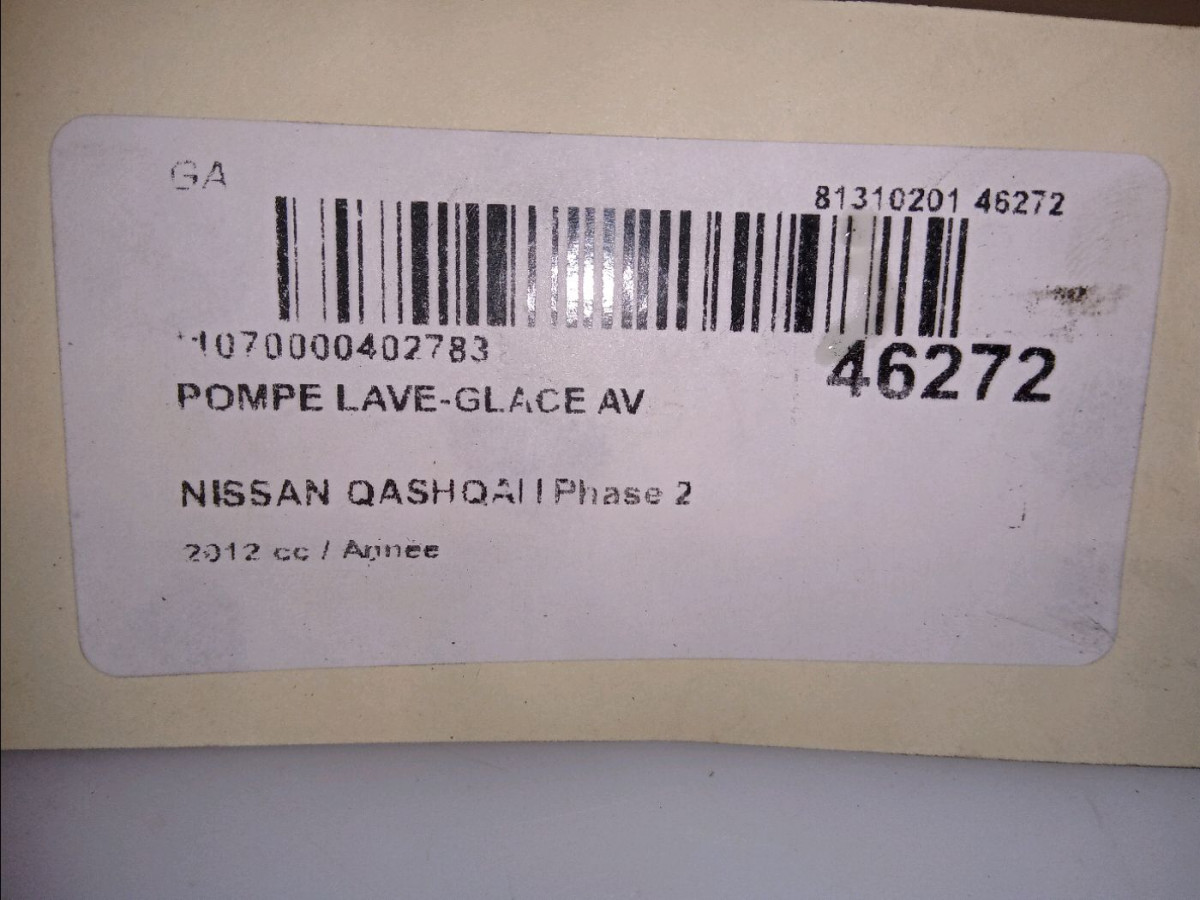 GA
81310201 46272
*1070000402783
46272
POMPE LAVE-GLACE AV
NISSAN QASHQAI I Phase 2
2012 cc / Année